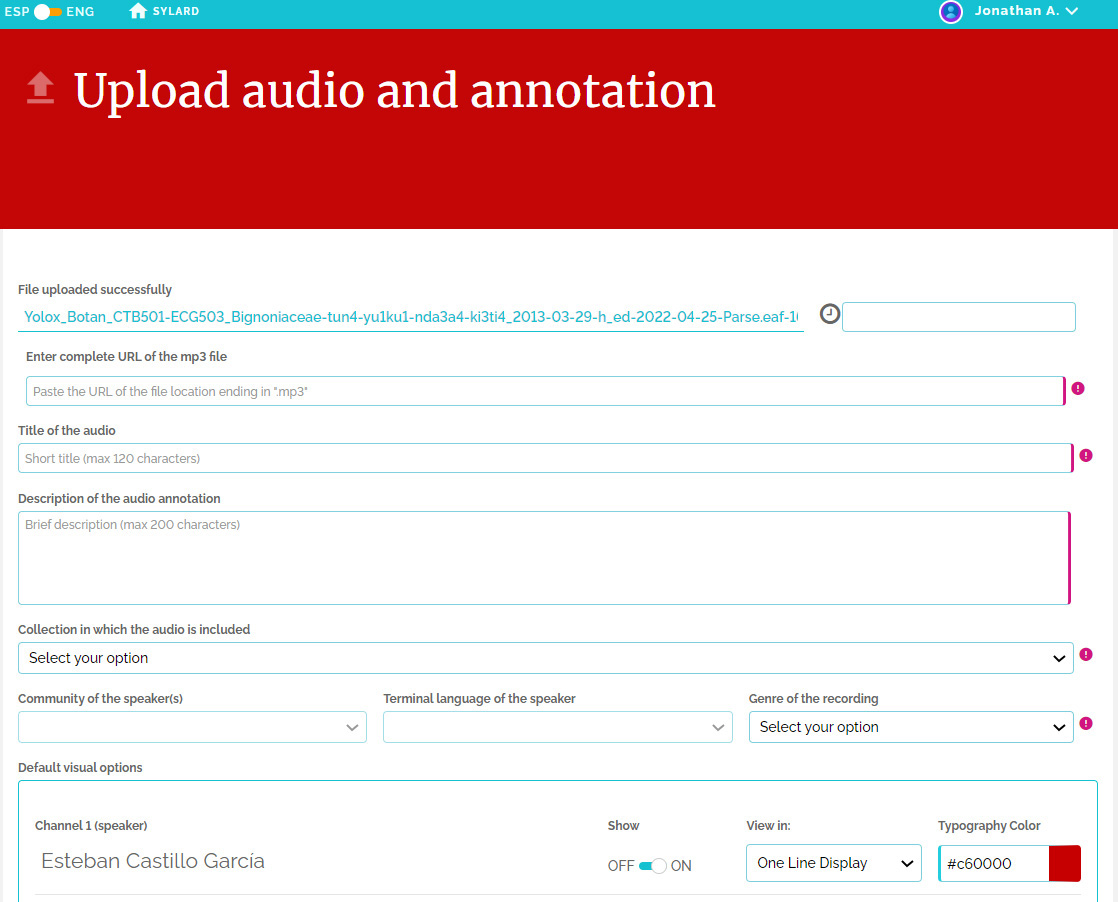 ESP ENG SYLARD Jonathan A.
Upload audio and annotation
File uploaded successfully
Yolox_Botan_CTB501-ECG503_Bignoniaceae-tun4-yu1ku1-nda3a4-ki3ti4_2013-03-29-h_ed-2022-04-25-Parse.eaf-1
Enter complete URL of the mp3 file
Paste the URL of the file location ending in ".mp3"
Title of the audio
Short title (max 120 characters)
Description of the audio annotation
Brief description (max 200 characters)
Collection in which the audio is included
Select your option
Community of the speaker(s) Terminal language of the speaker Genre of the recording
Select your option
Default visual options
Channel 1 (speaker) Show View in: Typography Color
Esteban Castillo García OFF ON One Line Display #c60000